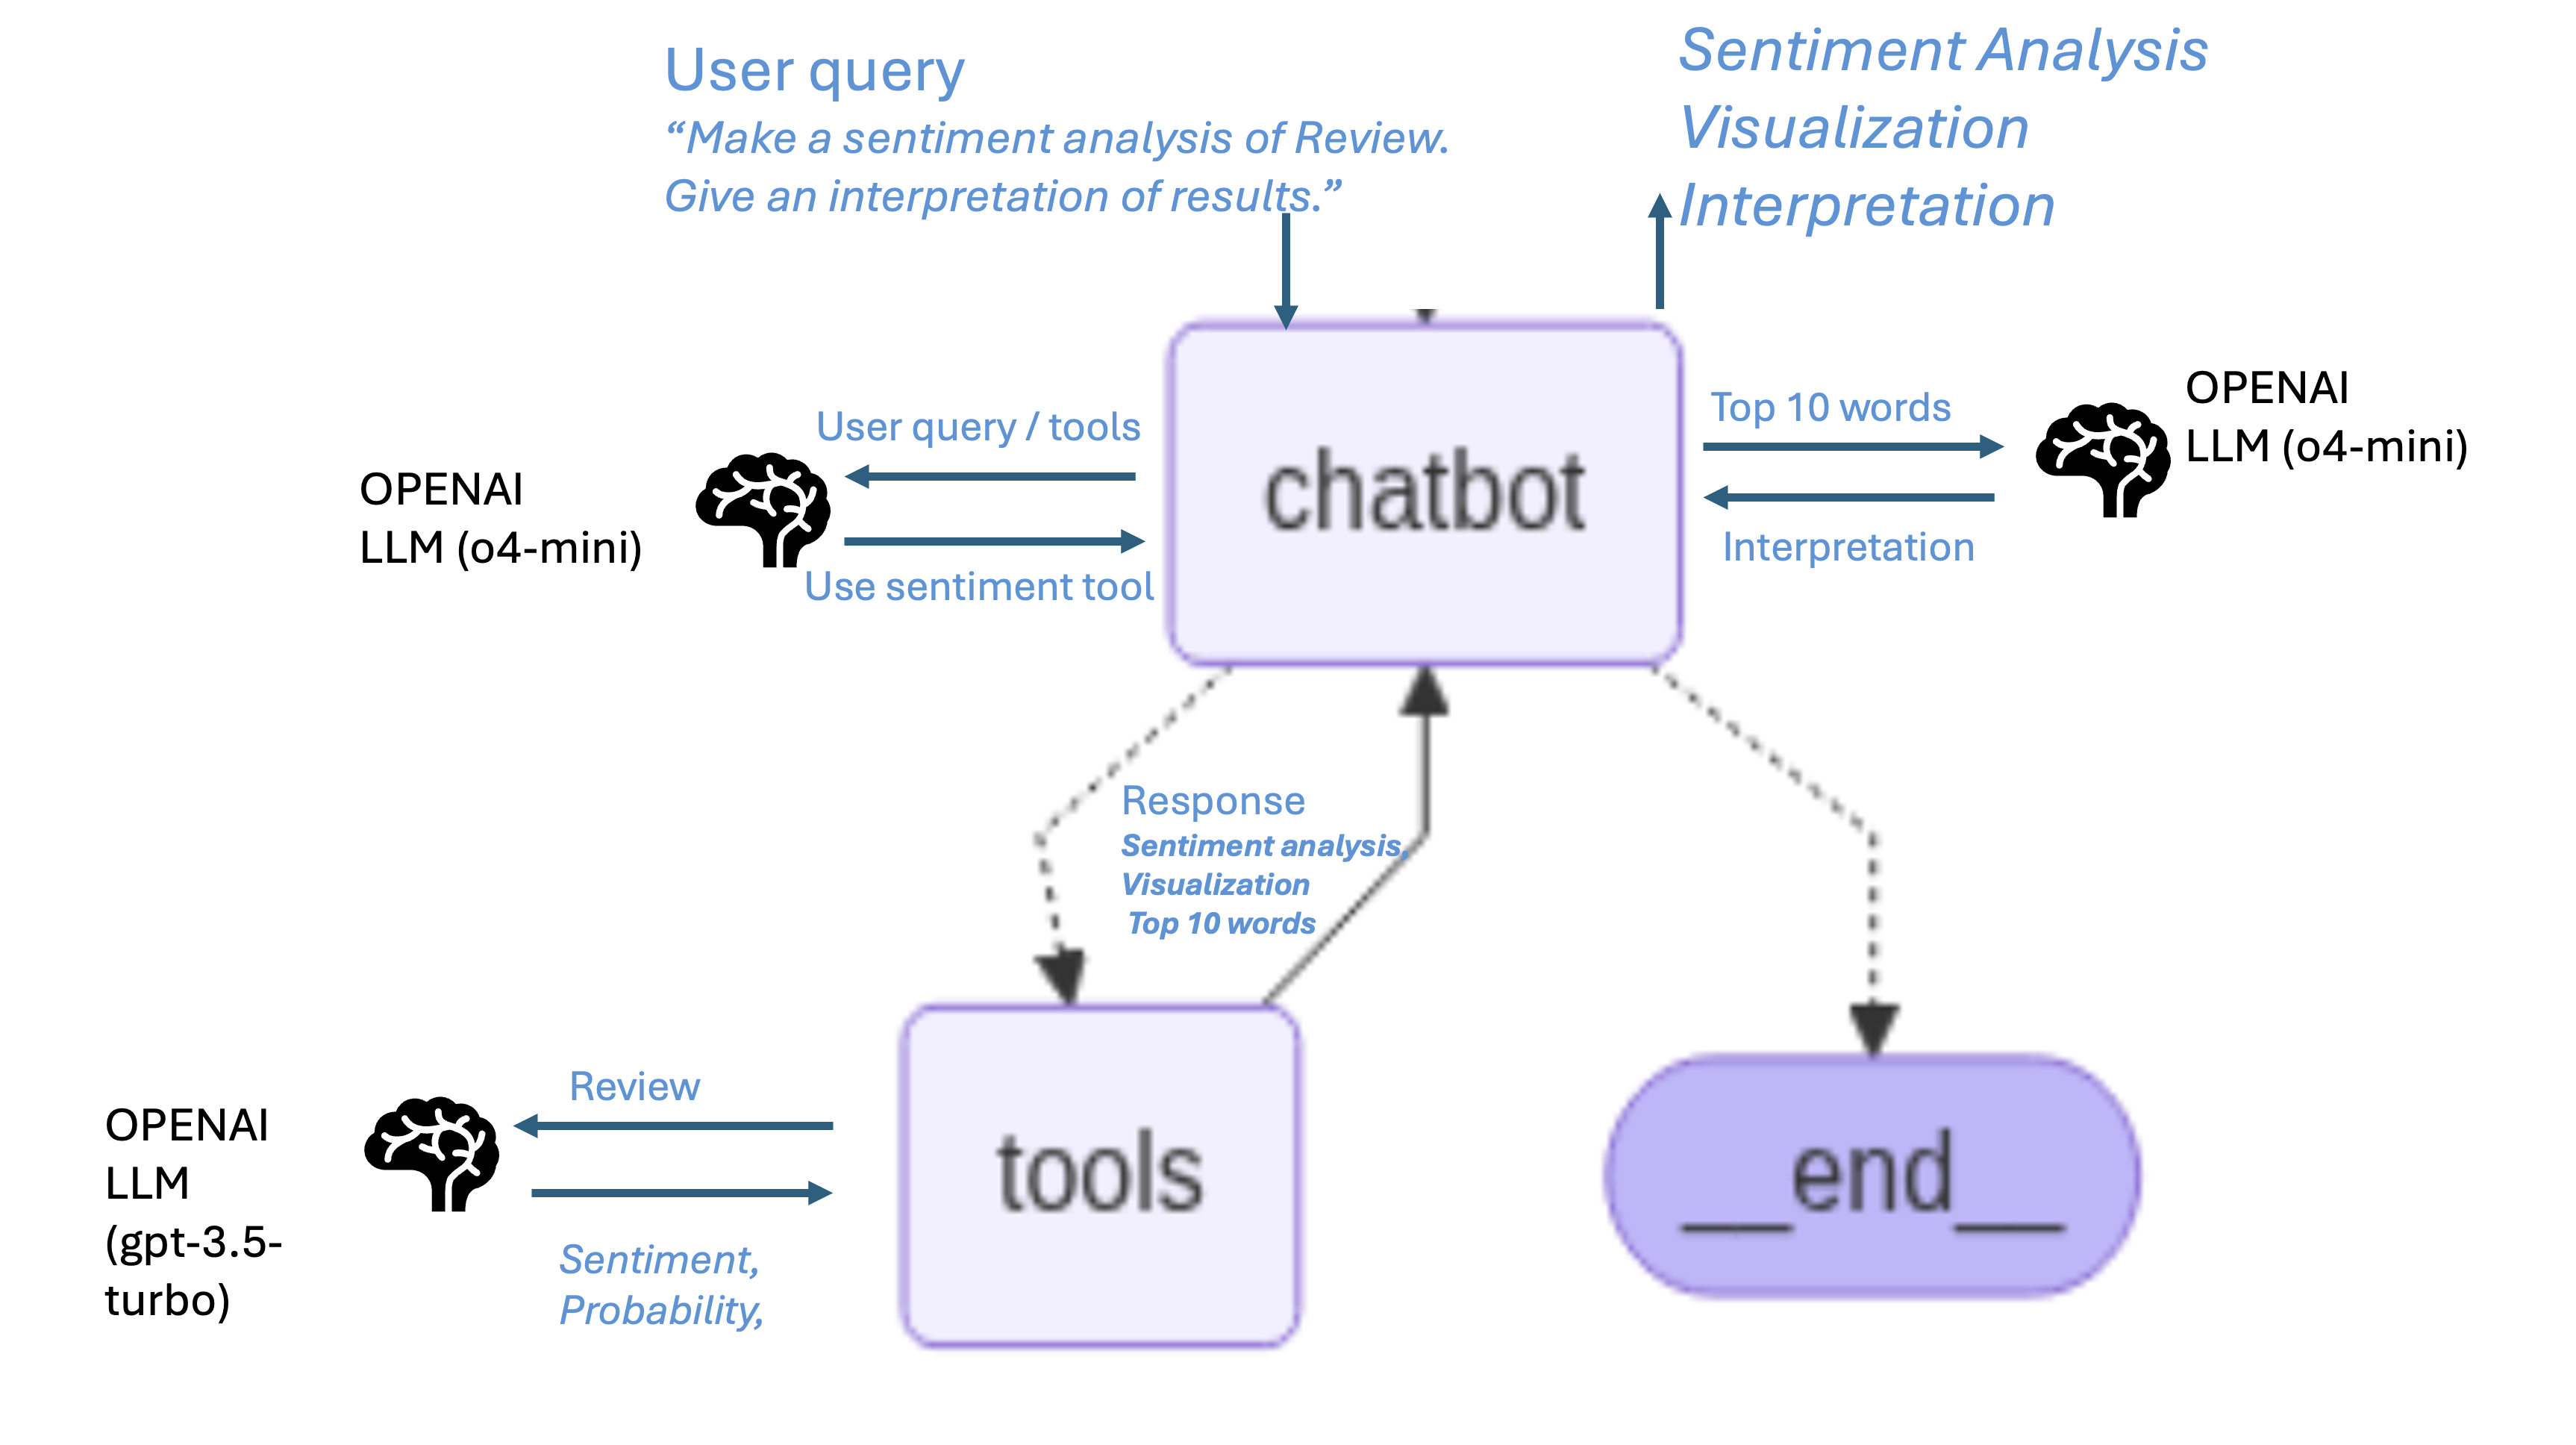 User query
“Make a sentiment analysis of Review.
Give an interpretation of results.”
Sentiment Analysis
Visualization
Interpretation
OPENAI
LLM (o4-mini)
User query / tools
Use sentiment tool
chatbot
Top 10 words
Interpretation
OPENAI
LLM (o4-mini)
Response
Sentiment analysis,
Visualization
Top 10 words
OPENAI
LLM
(gpt-3.5-
turbo)
Review
Sentiment,
Probability,
tools
__end__